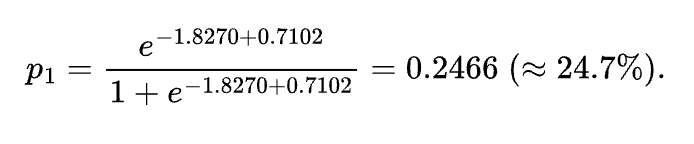 p₁ = e^{-1.8270+0.7102} / (1 + e^{-1.8270+0.7102}) = 0.2466 (≈ 24.7%).